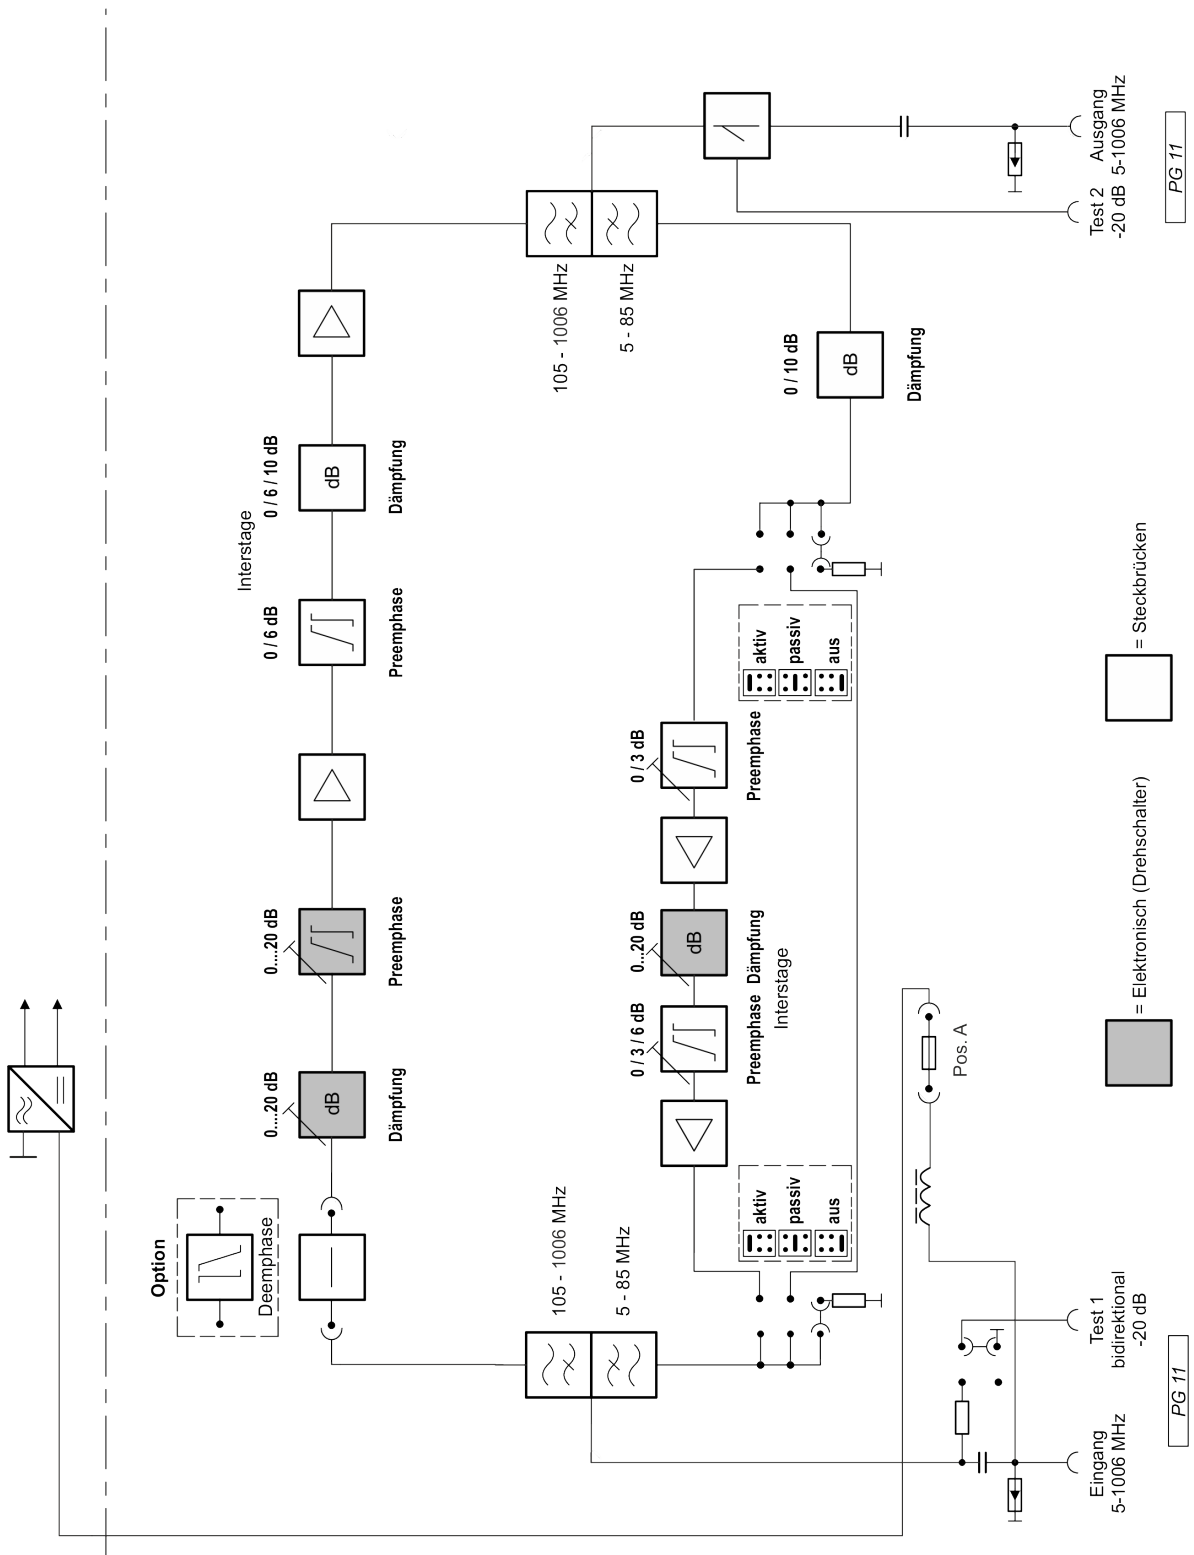 Option
Deemphase
0.....20 dB
dB
Dämpfung
0.....20 dB
Preemphase
Interstage
0 / 6 dB
Preemphase
0 / 6 / 10 dB
dB
Dämpfung
105 - 1006 MHz
5 - 85 MHz
105 - 1006 MHz
5 - 85 MHz
0 / 3 / 6 dB
Preemphase
0...20 dB
dB
Dämpfung
Interstage
0 / 3 dB
Preemphase
aktiv
passiv
aus
aktiv
passiv
aus
0 / 10 dB
dB
Dämpfung
Pos. A
Eingang
5-1006 MHz
PG 11
Test 1
bidirektional
-20 dB
= Elektronisch (Drehschalter)
= Steckbrücken
Test 2
-20 dB
Ausgang
5-1006 MHz
PG 11